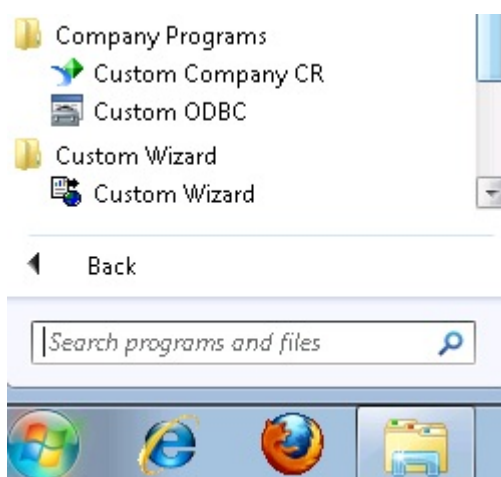 Company Programs
Custom Company CR
Custom ODBC
Custom Wizard
Custom Wizard
Back
Search programs and files